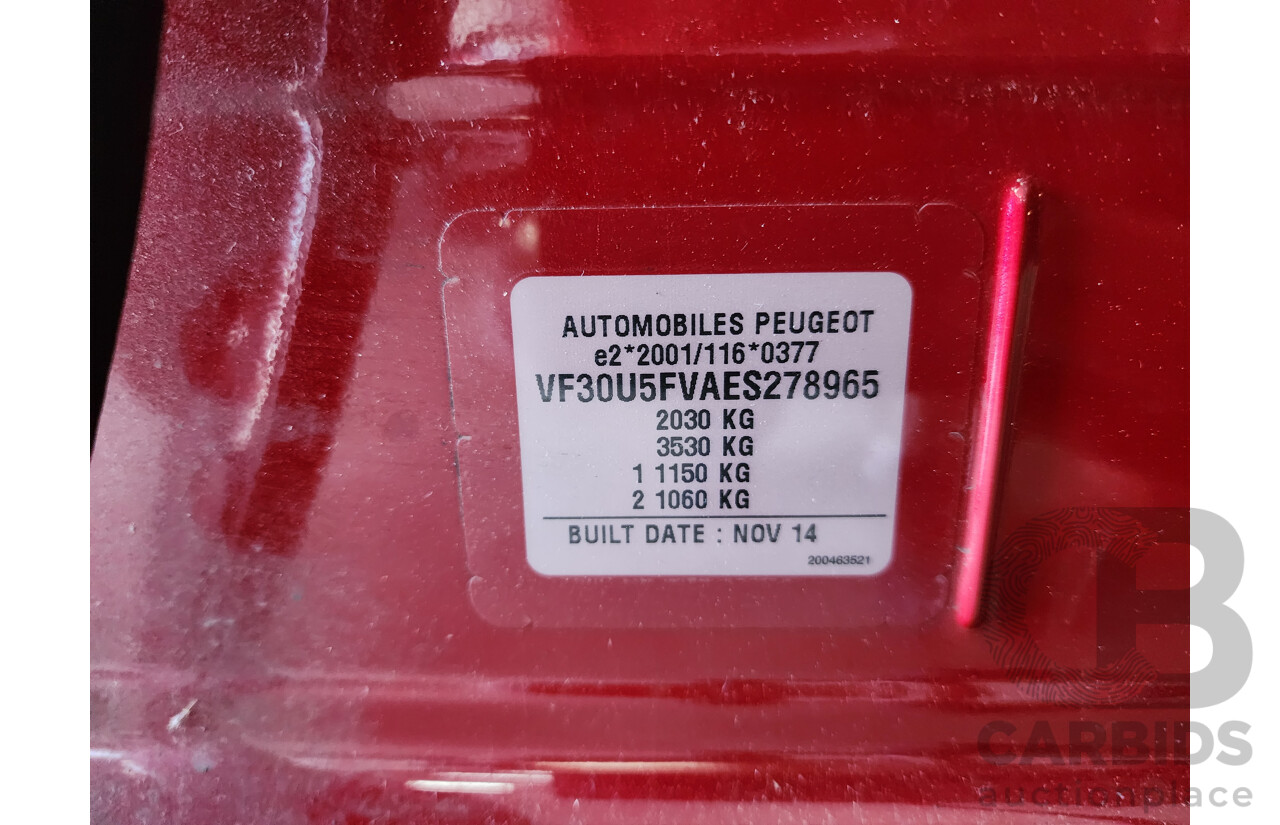 AUTOMOBILES PEUGEOT
e2*2001/116*0377
VF30U5FVAES278965
2030 KG
3530 KG
1 1150 KG
2 1060 KG
BUILT DATE : NOV 14
200463521
CB
CARBIDS
auctionplace